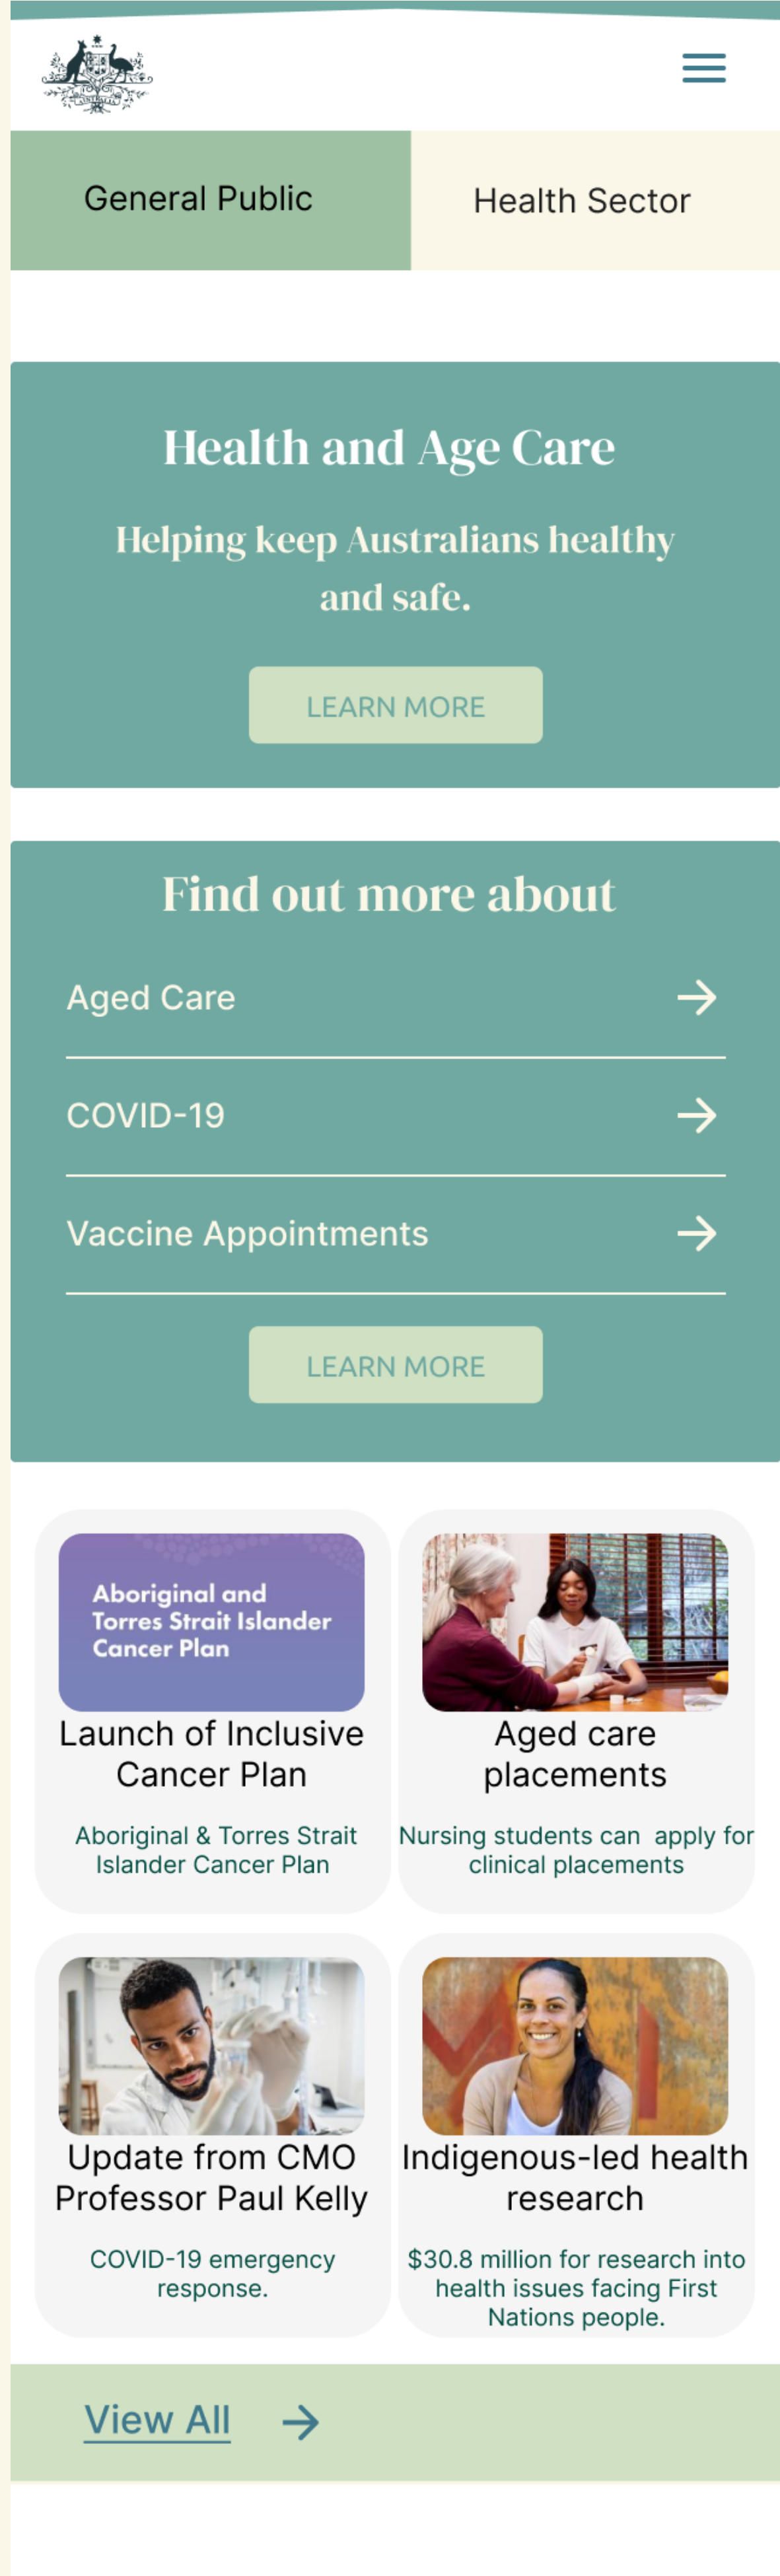 AUSTRALIA
General Public
Health Sector
Health and Age Care
Helping keep Australians healthy
and safe.
LEARN MORE
Find out more about
Aged Care
COVID-19
Vaccine Appointments
LEARN MORE
Aboriginal and
Torres Strait Islander
Cancer Plan
Launch of Inclusive
Cancer Plan
Aboriginal & Torres Strait
Islander Cancer Plan
Aged care
placements
Nursing students can apply for
clinical placements
Update from CMO
Professor Paul Kelly
COVID-19 emergency
response.
Indigenous-led health
research
$30.8 million for research into
health issues facing First
Nations people.
View All